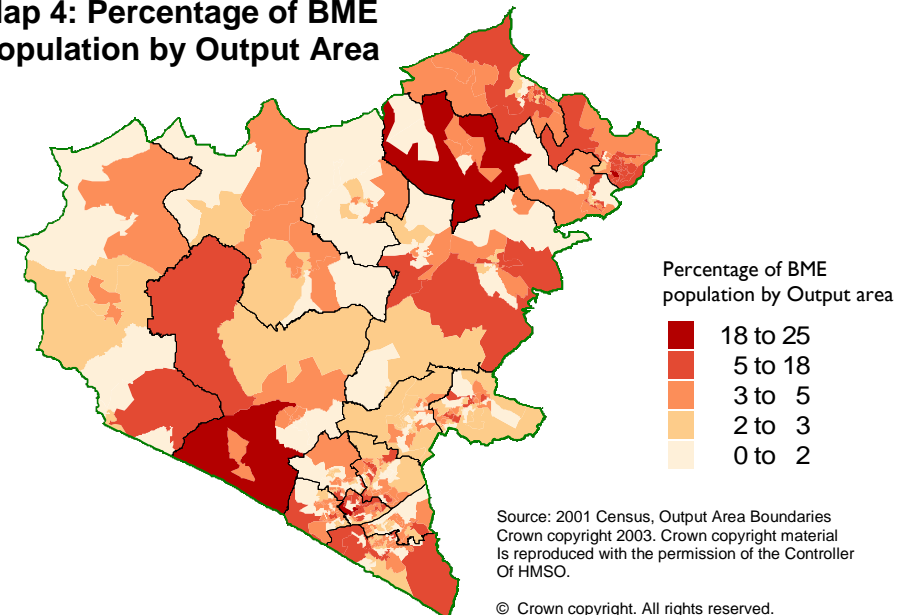 ap 4: Percentage of BME
opulation by Output Area
Percentage of BME
population by Output area
18 to 25
5 to 18
3 to 5
2 to 3
0 to 2
Source: 2001 Census, Output Area Boundaries
Crown copyright 2003. Crown copyright material
Is reproduced with the permission of the Controller
Of HMSO.
© Crown copyright. All rights reserved.